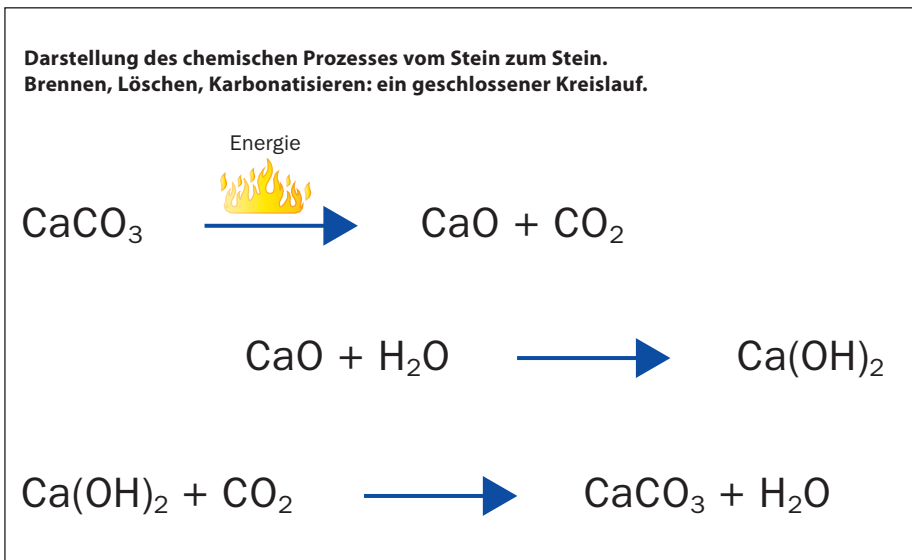 Darstellung des chemischen Prozesses vom Stein zum Stein.
Brennen, Löschen, Karbonatisieren: ein geschlossener Kreislauf.
Energie
CaCO₃ → CaO + CO₂
CaO + H₂O → Ca(OH)₂
Ca(OH)₂ + CO₂ → CaCO₃ + H₂O